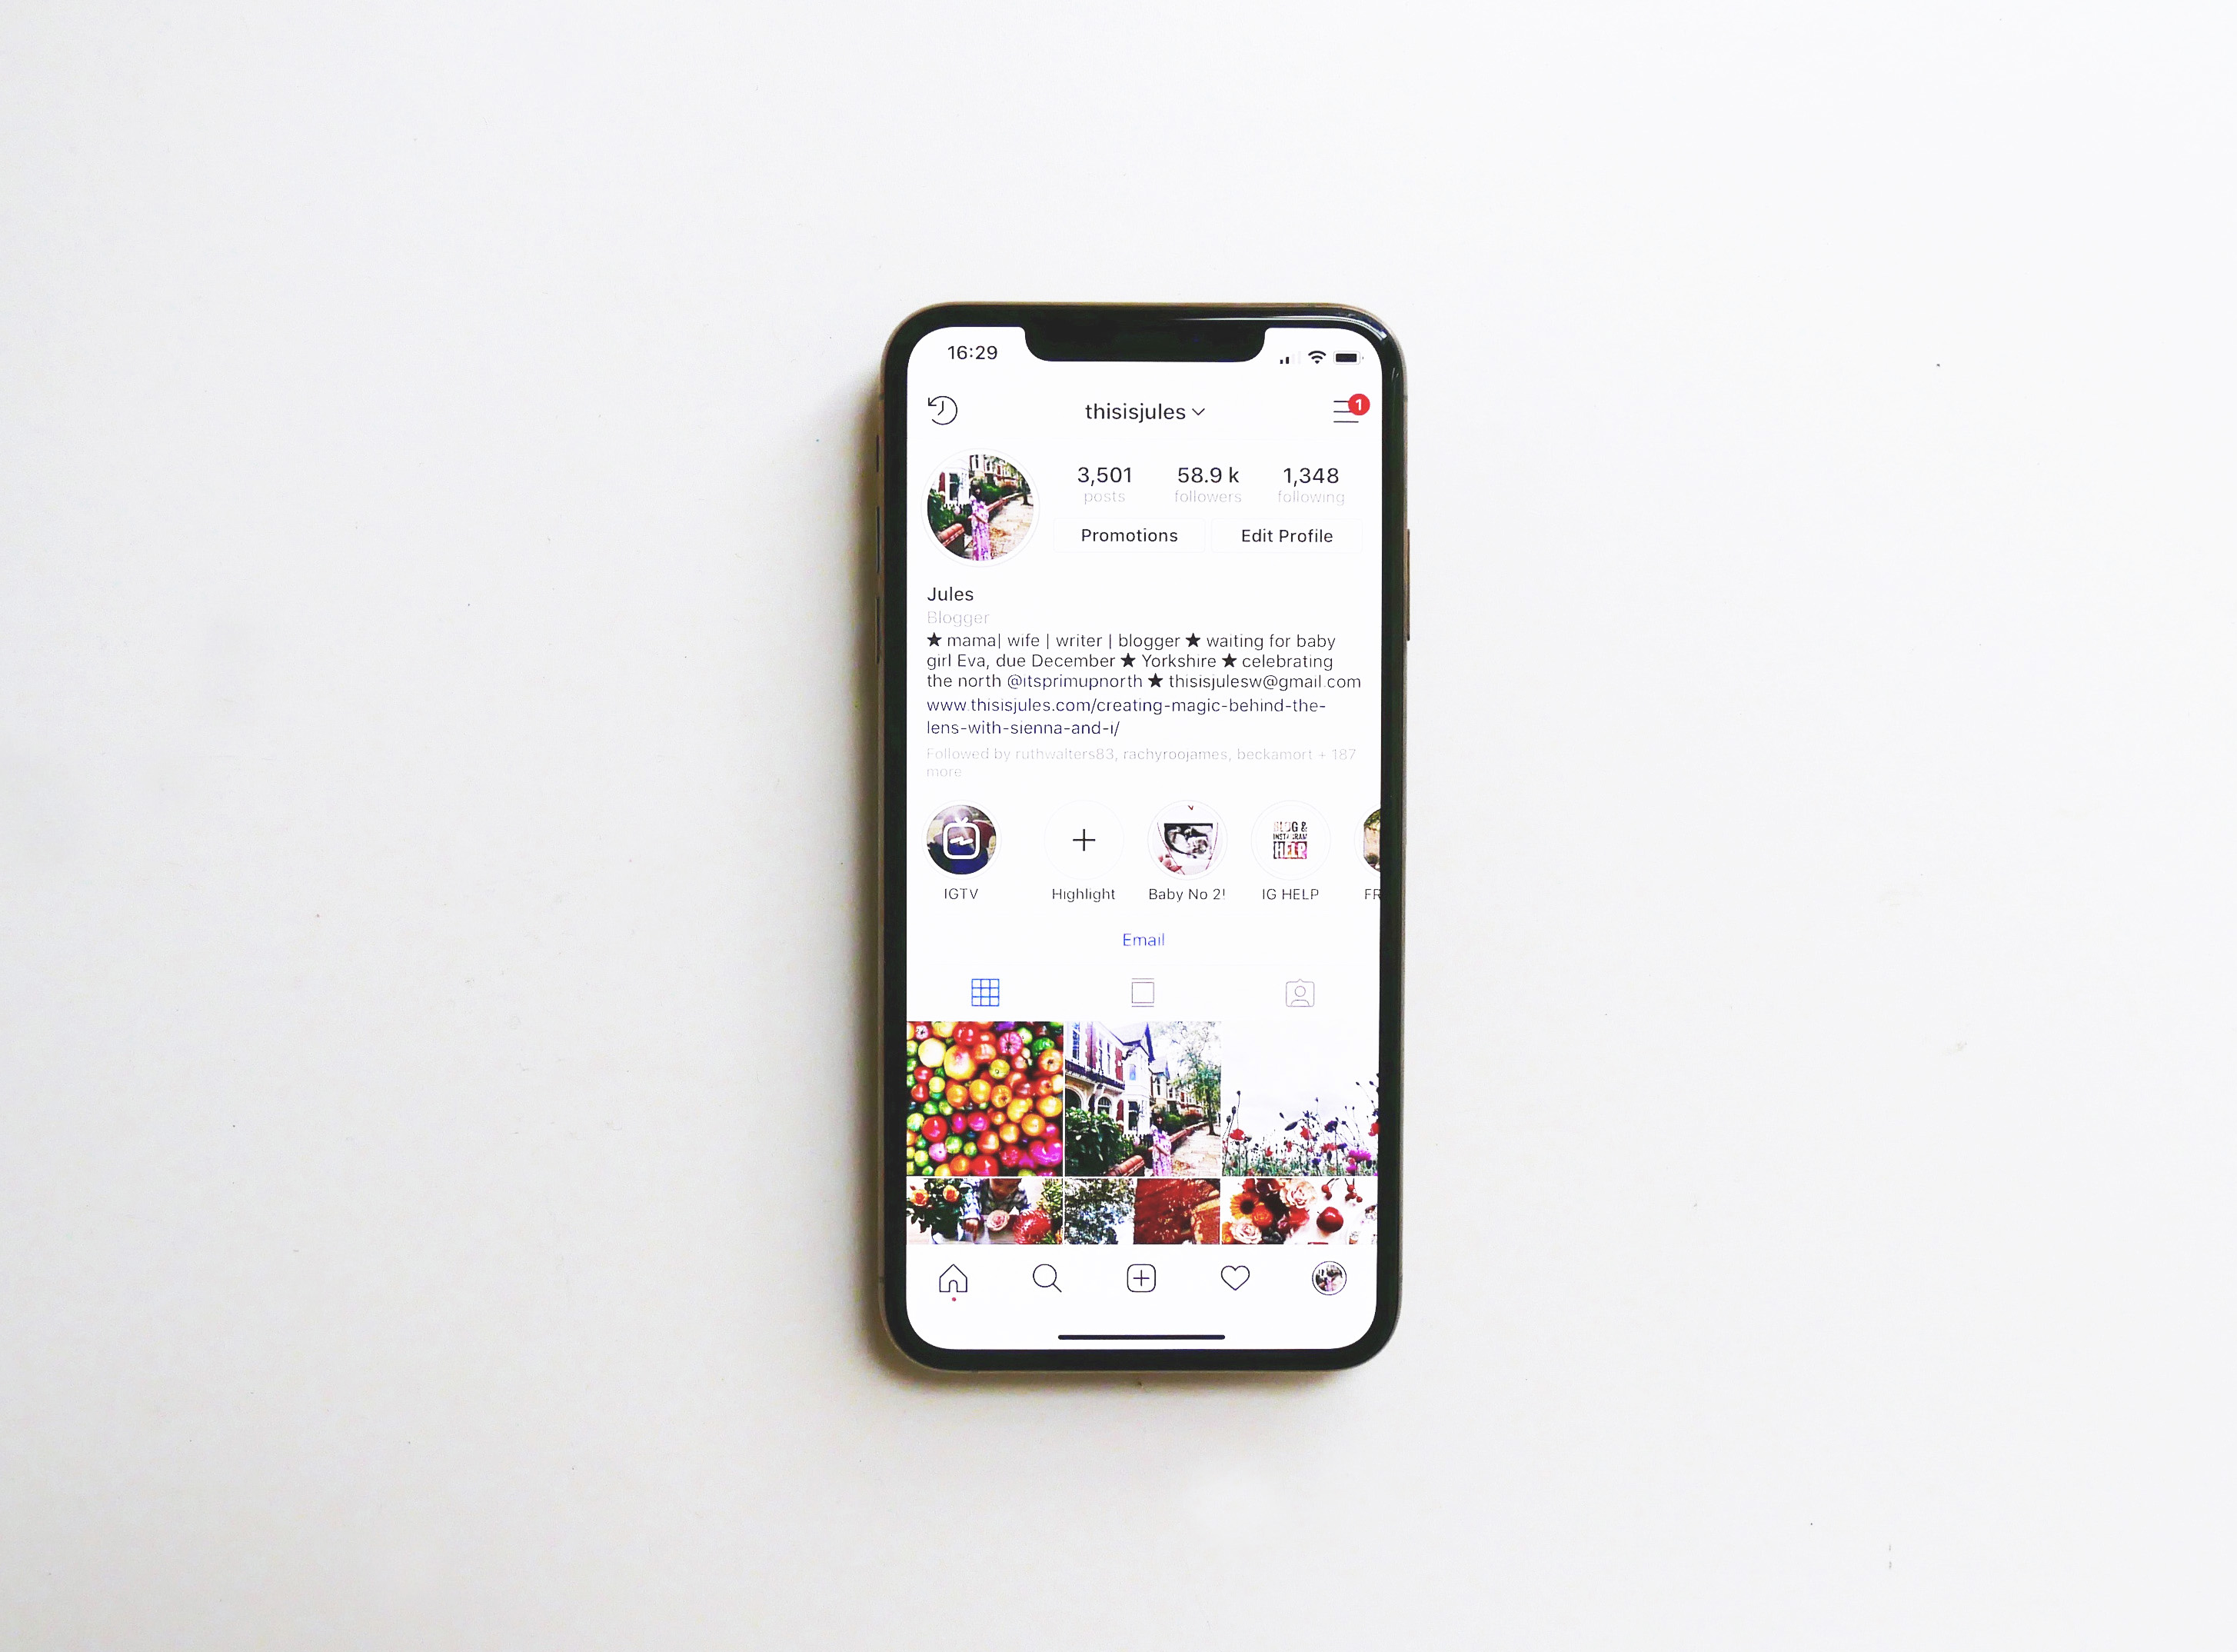 16:29
thisisjules
1
3,501 58.9 k 1,348
posts followers following
Promotions Edit Profile
Jules
Blogger
★ mama| wife | writer | blogger ★ waiting for baby
girl Eva, due December ★ Yorkshire ★ celebrating
the north @itsprimupnorth ★ thisisjulesw@gmail.com
www.thisisjules.com/creating-magic-behind-the-
lens-with-sienna-and-i/
Followed by ruthwalters83, rachyroojames, beckamort + 187
more
BLOG &
INSTAGRAM
HELP
IGTV Highlight Baby No 2! IG HELP FR
Email